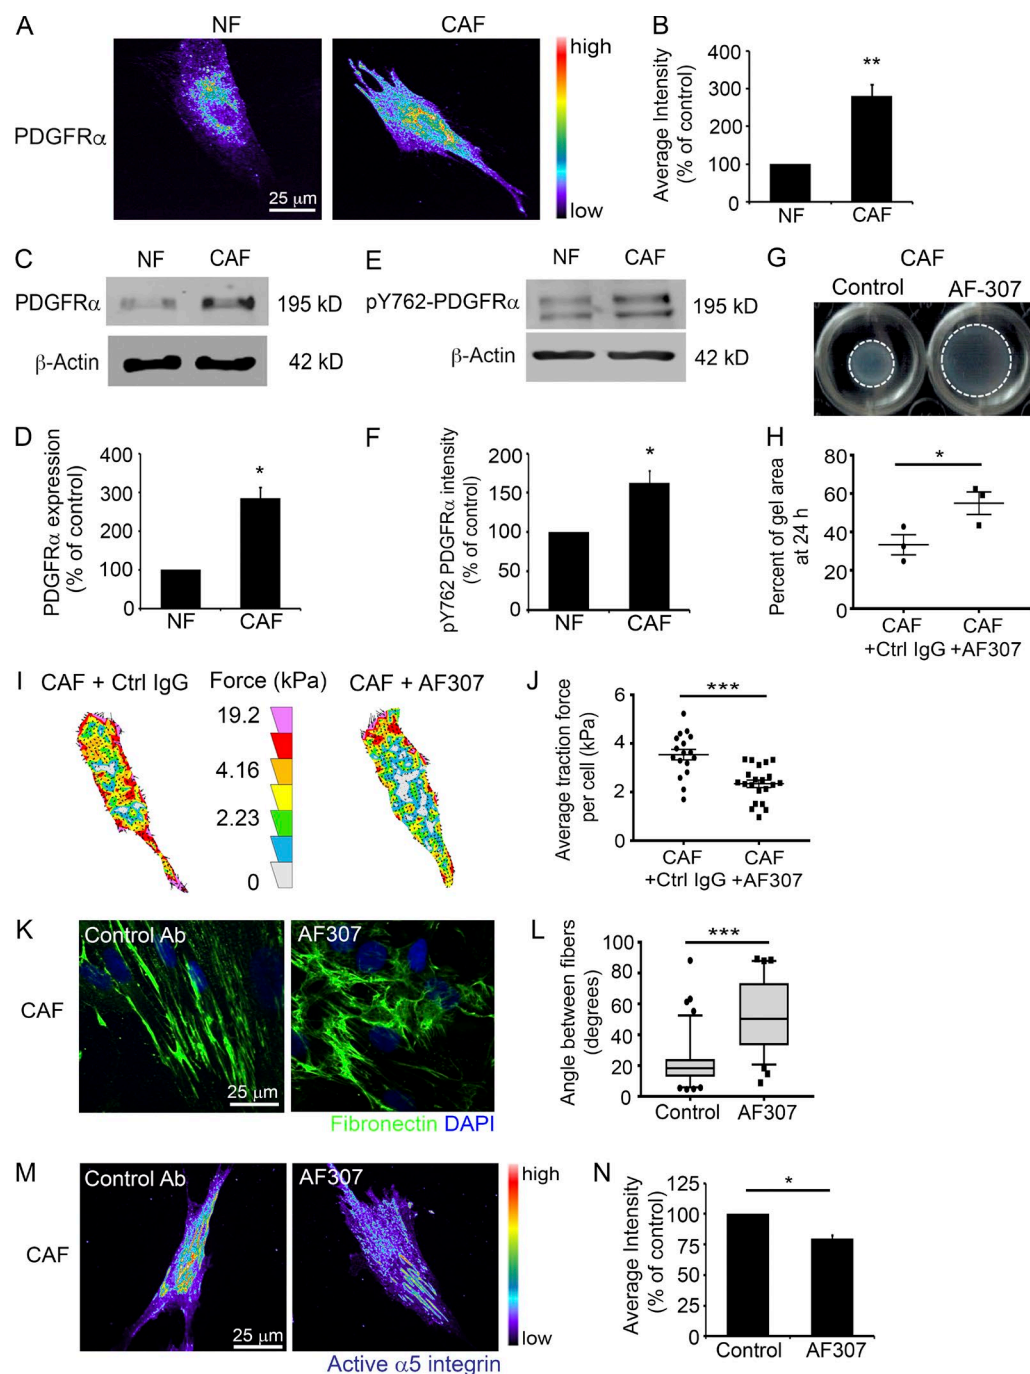 A
NF
CAF
PDGFRα
25 μm
high
low
B
Average Intensity
(% of control)
400
300
200
100
0
**
NF
CAF
C
NF
CAF
PDGFRα
195 kD
β-Actin
42 kD
E
NF
CAF
pY762-PDGFRα
195 kD
β-Actin
42 kD
G
CAF
Control
AF-307
D
PDGFRα expression
(% of control)
400
300
200
100
0
*
NF
CAF
F
pY762 PDGFRα intensity
(% of control)
200
150
100
50
0
*
NF
CAF
H
Percent of gel area
at 24 h
80
60
40
20
0
*
CAF
+Ctrl IgG
CAF
+AF307
I
CAF + Ctrl IgG
Force (kPa)
CAF + AF307
19.2
4.16
2.23
0
J
Average traction force
per cell (kPa)
6
4
2
0
***
CAF
+Ctrl IgG
CAF
+AF307
K
CAF
Control Ab
AF307
25 μm
Fibronectin DAPI
L
Angle between fibers
(degrees)
100
80
60
40
20
0
***
Control
AF307
M
CAF
Control Ab
AF307
25 μm
high
low
Active α5 integrin
N
Average Intensity
(% of control)
125
100
75
50
25
0
*
Control
AF307